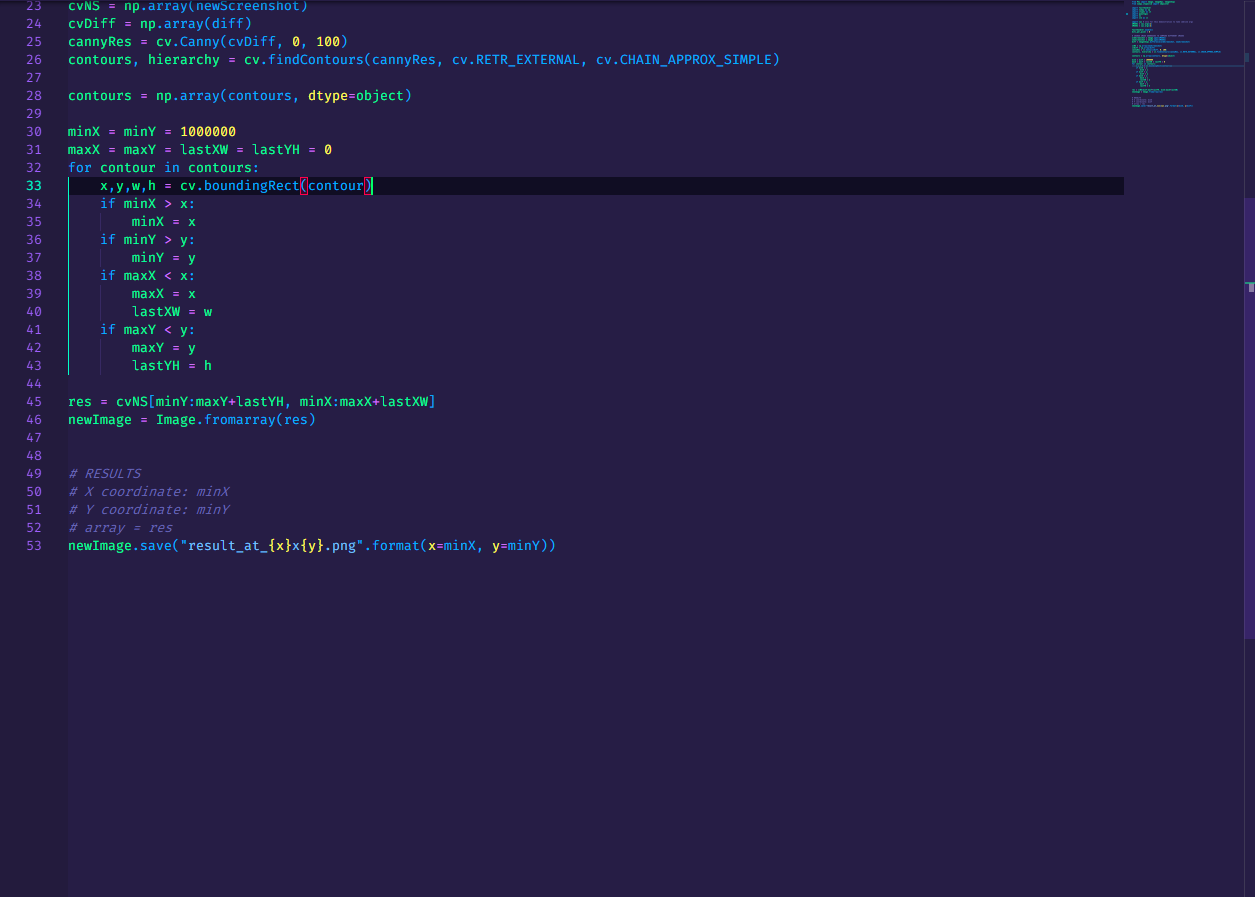 23 cvNS = np.array(newScreenshot)
24 cvDiff = np.array(diff)
25 cannyRes = cv.Canny(cvDiff, 0, 100)
26 contours, hierarchy = cv.findContours(cannyRes, cv.RETR_EXTERNAL, cv.CHAIN_APPROX_SIMPLE)
27
28 contours = np.array(contours, dtype=object)
29
30 minX = minY = 1000000
31 maxX = maxY = lastXW = lastYH = 0
32 for contour in contours:
33     x,y,w,h = cv.boundingRect(contour)
34     if minX > x:
35         minX = x
36     if minY > y:
37         minY = y
38     if maxX < x:
39         maxX = x
40         lastXW = w
41     if maxY < y:
42         maxY = y
43         lastYH = h
44
45 res = cvNS[minY:maxY+lastYH, minX:maxX+lastXW]
46 newImage = Image.fromarray(res)
47
48
49 # RESULTS
50 # X coordinate: minX
51 # Y coordinate: minY
52 # array = res
53 newImage.save("result_at_{x}x{y}.png".format(x=minX, y=minY))